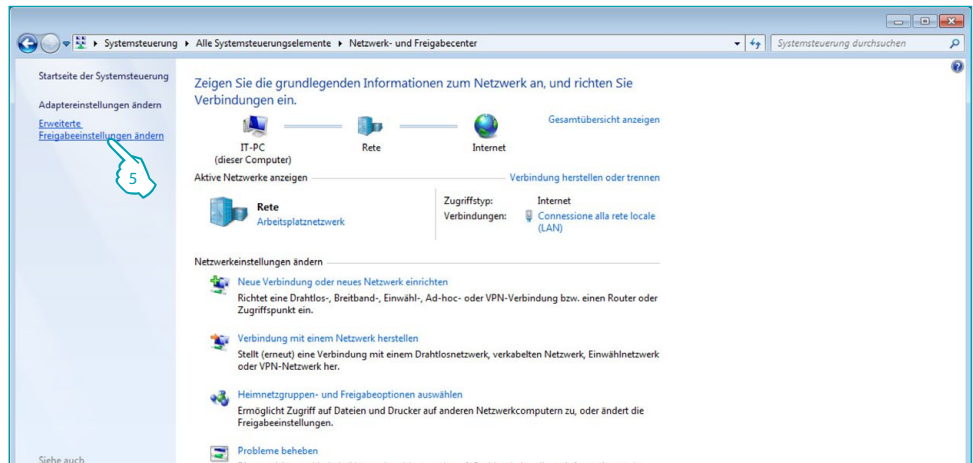 Systemsteuerung ▸ Alle Systemsteuerungselemente ▸ Netzwerk- und Freigabecenter
Systemsteuerung durchsuchen
Startseite der Systemsteuerung
Adaptereinstellungen ändern
Erweiterte
Freigabeeinstellungen ändern
5
Siehe auch
Zeigen Sie die grundlegenden Informationen zum Netzwerk an, und richten Sie
Verbindungen ein.
Gesamtübersicht anzeigen
IT-PC
(dieser Computer)
Rete
Internet
Aktive Netzwerke anzeigen
Verbindung herstellen oder trennen
Rete
Arbeitsplatznetzwerk
Zugriffstyp: Internet
Verbindungen: Connessione alla rete locale
(LAN)
Netzwerkeinstellungen ändern
Neue Verbindung oder neues Netzwerk einrichten
Richtet eine Drahtlos-, Breitband-, Einwähl-, Ad-hoc- oder VPN-Verbindung bzw. einen Router oder
Zugriffspunkt ein.
Verbindung mit einem Netzwerk herstellen
Stellt (erneut) eine Verbindung mit einem Drahtlosnetzwerk, verkabelten Netzwerk, Einwählnetzwerk
oder VPN-Netzwerk her.
Heimnetzgruppen- und Freigabeoptionen auswählen
Ermöglicht Zugriff auf Dateien und Drucker auf anderen Netzwerkcomputern zu, oder ändert die
Freigabeeinstellungen.
Probleme beheben